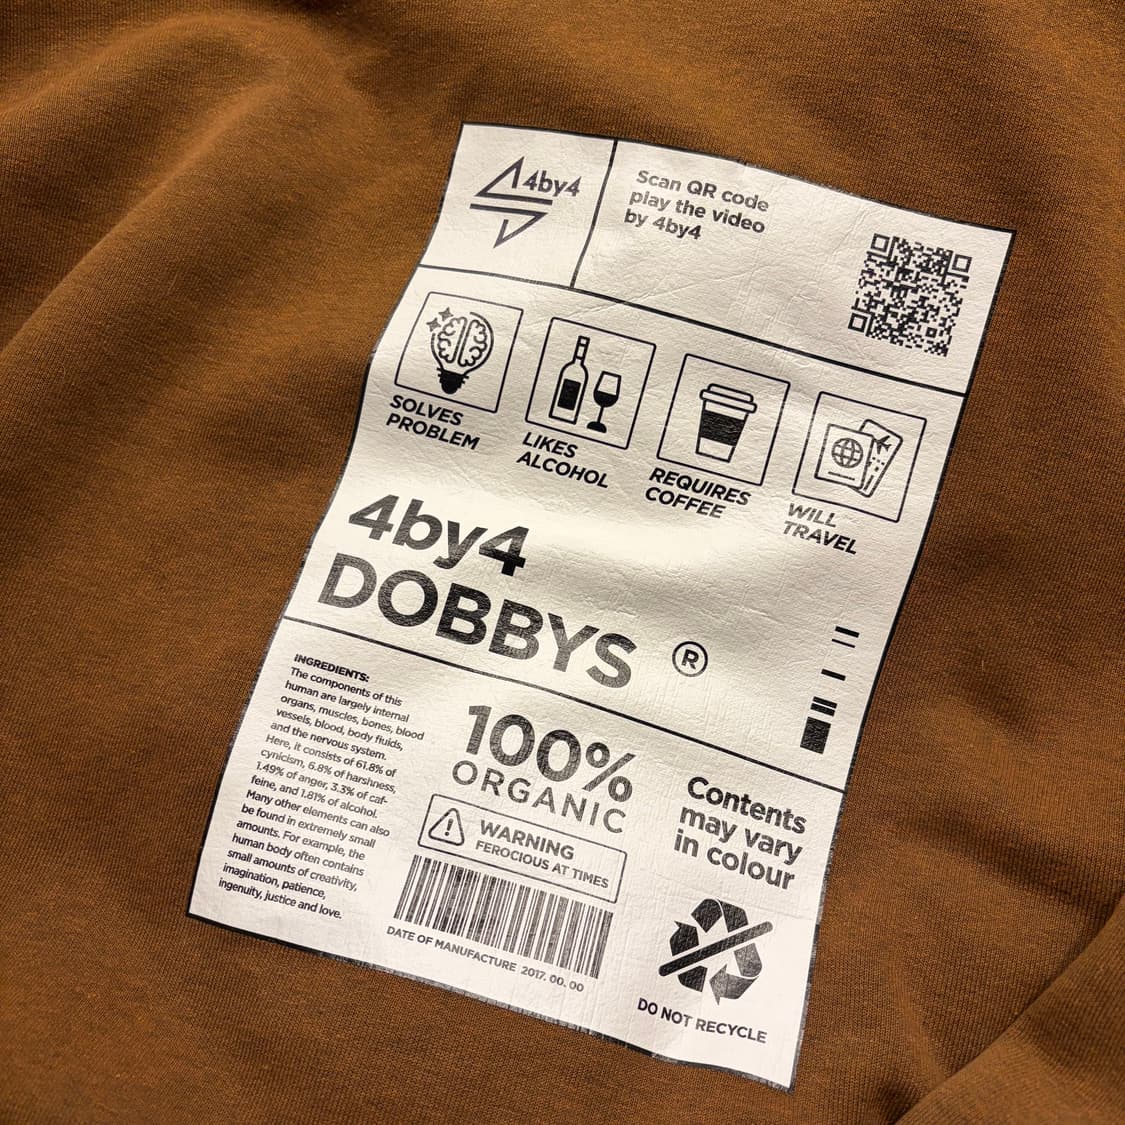 4by4
Scan QR code
play the video
by 4by4
SOLVES
PROBLEM
LIKES
ALCOHOL
REQUIRES
COFFEE
WILL
TRAVEL
4by4
DOBBYS ®
INGREDIENTS:
The components of this
human are largely internal
organs, muscles, bones, blood
vessels, blood, body fluids,
and the nervous system.
Here, it consists of 61.8% of
cynicism, 6.8% of harshness,
1.49% of anger, 3.3% of caf-
feine, and 1.81% of alcohol.
Many other elements can also
be found in extremely small
amounts. For example, the
human body often contains
small amounts of creativity,
imagination, patience,
ingenuity, justice and love.
100%
ORGANIC
WARNING
FEROCIOUS AT TIMES
DATE OF MANUFACTURE 2017. 00. 00
Contents
may vary
in colour
DO NOT RECYCLE